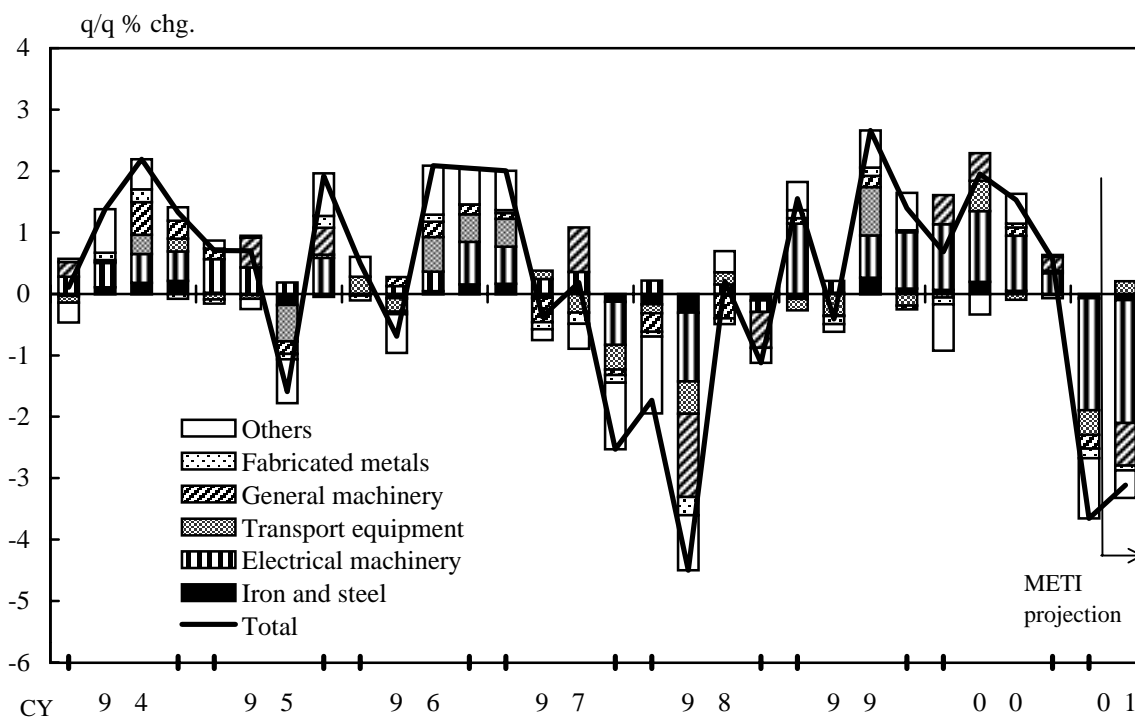 q/q % chg.
4
3
2
1
0
-1
-2
-3
-4
-5
-6
Others
Fabricated metals
General machinery
Transport equipment
Electrical machinery
Iron and steel
Total
METI
projection
CY 9 4 9 5 9 6 9 7 9 8 9 9 0 0 0 1